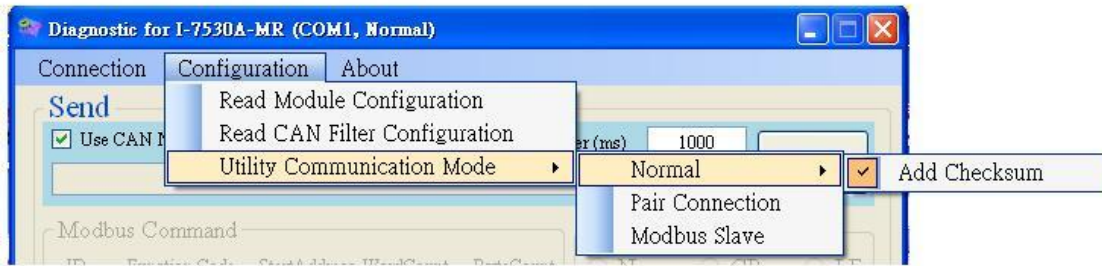 Diagnostic for I-7530A-MR (COM1, Normal)
Connection Configuration About
Send
Read Module Configuration
Use CAN
Read CAN Filter Configuration
(ms) 1000
Utility Communication Mode
Normal
Add Checksum
Pair Connection
Modbus Command
Modbus Slave